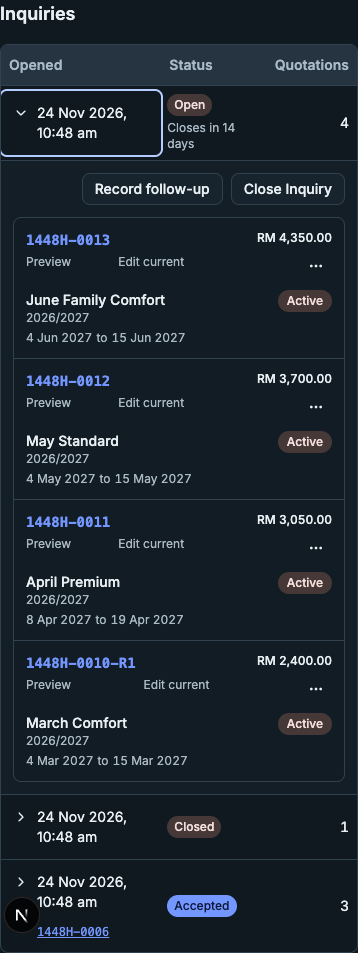 Inquiries
Opened Status Quotations
24 Nov 2026,
10:48 am
Open
Closes in 14
days
4
Record follow-up Close Inquiry
1448H-0013 RM 4,350.00
Preview Edit current ...
June Family Comfort Active
2026/2027
4 Jun 2027 to 15 Jun 2027
1448H-0012 RM 3,700.00
Preview Edit current ...
May Standard Active
2026/2027
4 May 2027 to 15 May 2027
1448H-0011 RM 3,050.00
Preview Edit current ...
April Premium Active
2026/2027
8 Apr 2027 to 19 Apr 2027
1448H-0010-R1 RM 2,400.00
Preview Edit current ...
March Comfort Active
2026/2027
4 Mar 2027 to 15 Mar 2027
24 Nov 2026,
10:48 am
Closed 1
24 Nov 2026,
10:48 am
Accepted 3
N
1448H-0006